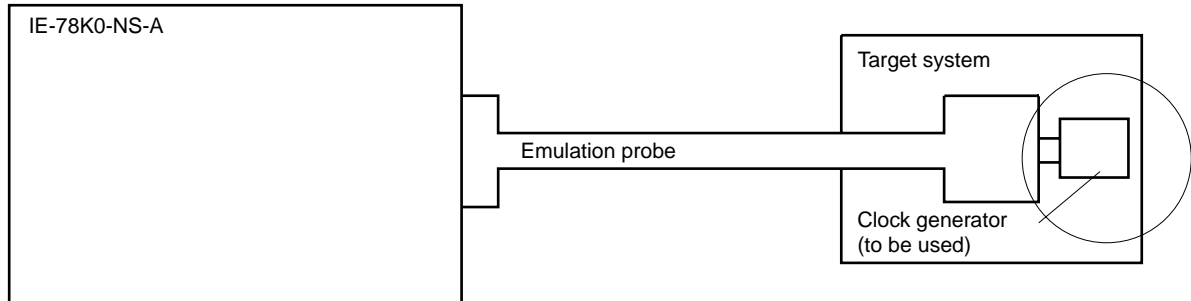 IE-78K0-NS-A
Target system
Emulation probe
Clock generator
(to be used)